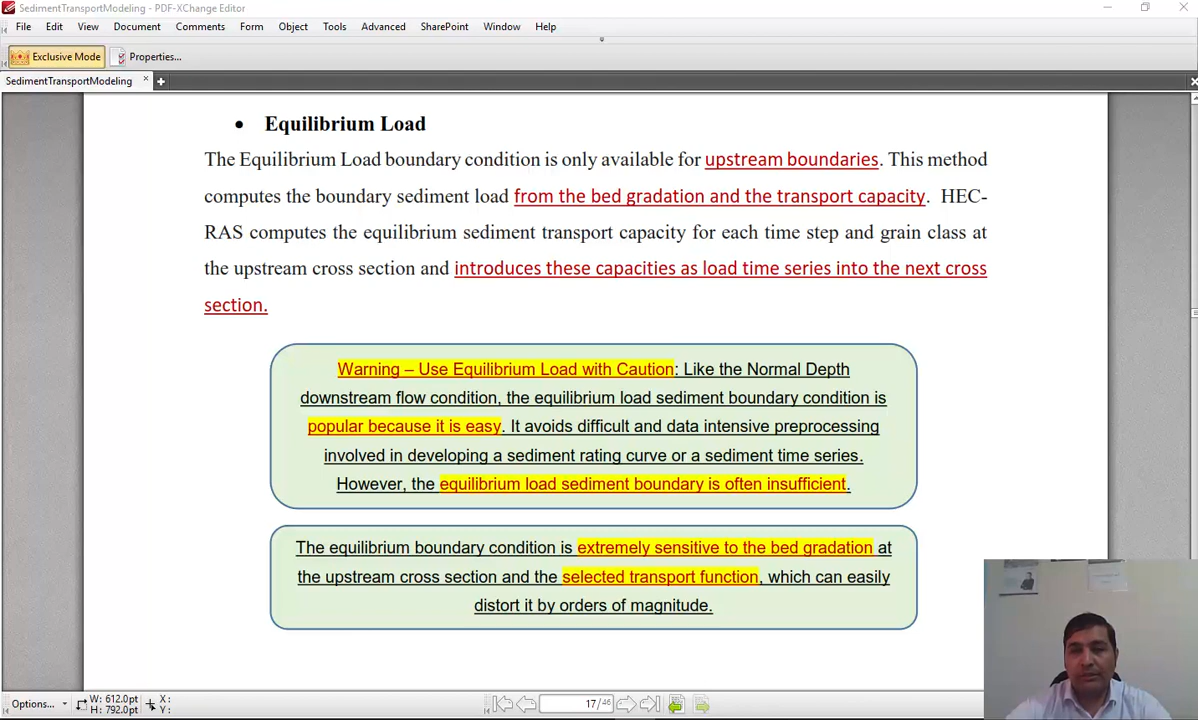 SedimentTransportModeling - PDF-XChange Editor
File Edit View Document Comments Form Object Tools Advanced SharePoint Window Help
Exclusive Mode Properties...
SedimentTransportModeling
• Equilibrium Load
The Equilibrium Load boundary condition is only available for upstream boundaries. This method
computes the boundary sediment load from the bed gradation and the transport capacity. HEC-
RAS computes the equilibrium sediment transport capacity for each time step and grain class at
the upstream cross section and introduces these capacities as load time series into the next cross
section.
Warning – Use Equilibrium Load with Caution: Like the Normal Depth
downstream flow condition, the equilibrium load sediment boundary condition is
popular because it is easy. It avoids difficult and data intensive preprocessing
involved in developing a sediment rating curve or a sediment time series.
However, the equilibrium load sediment boundary is often insufficient.
The equilibrium boundary condition is extremely sensitive to the bed gradation at
the upstream cross section and the selected transport function, which can easily
distort it by orders of magnitude.
Options... W: 612.0pt X:
H: 792.0pt Y:
17/46